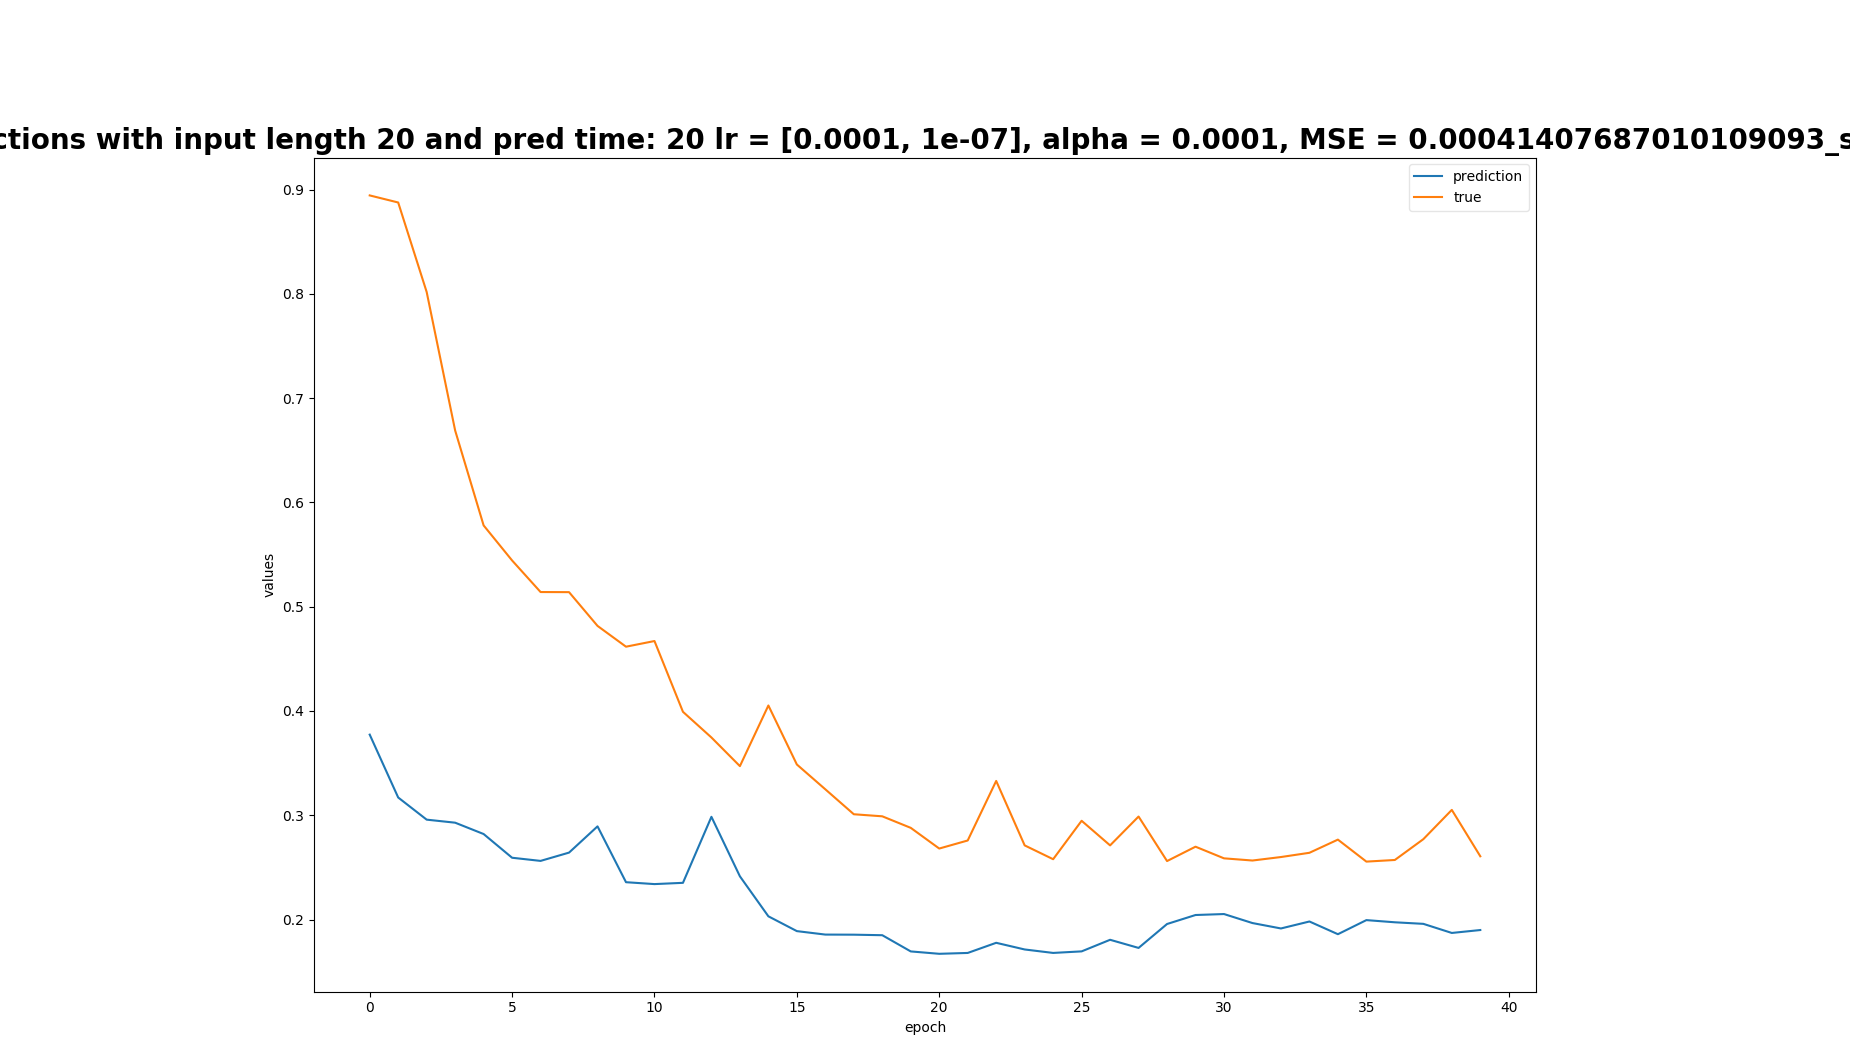 ctions with input length 20 and pred time: 20 lr = [0.0001, 1e-07], alpha = 0.0001, MSE = 0.00041407687010109093_s
prediction
true
0.9
0.8
0.7
0.6
0.5
0.4
0.3
0.2
values
0 5 10 15 20 25 30 35 40
epoch